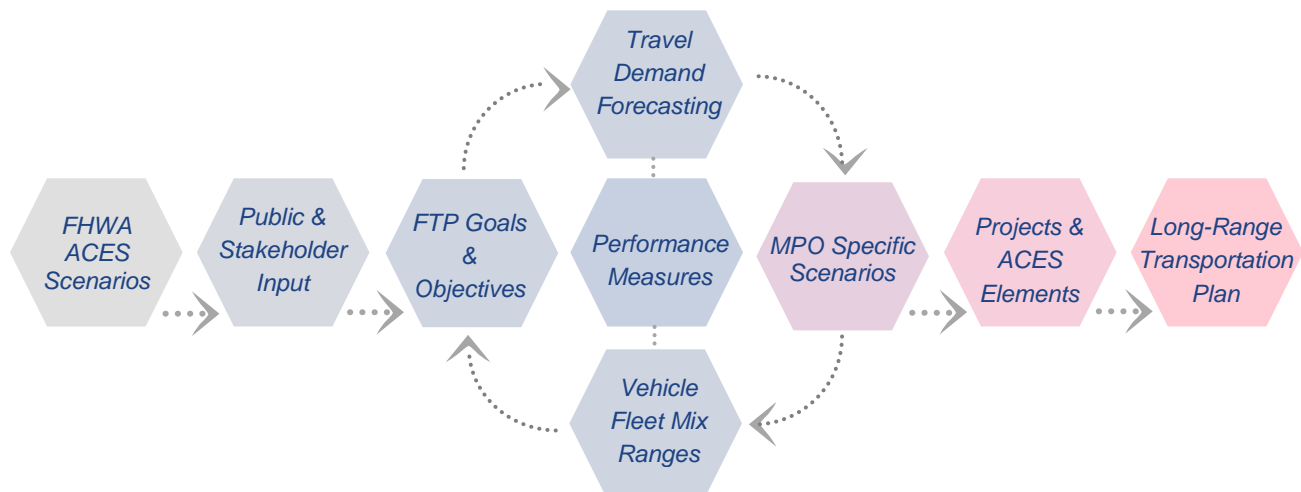 FHWA
ACES
Scenarios
Public &
Stakeholder
Input
FTP Goals
&
Objectives
Travel
Demand
Forecasting
Performance
Measures
Vehicle
Fleet Mix
Ranges
MPO Specific
Scenarios
Projects &
ACES
Elements
Long-Range
Transportation
Plan